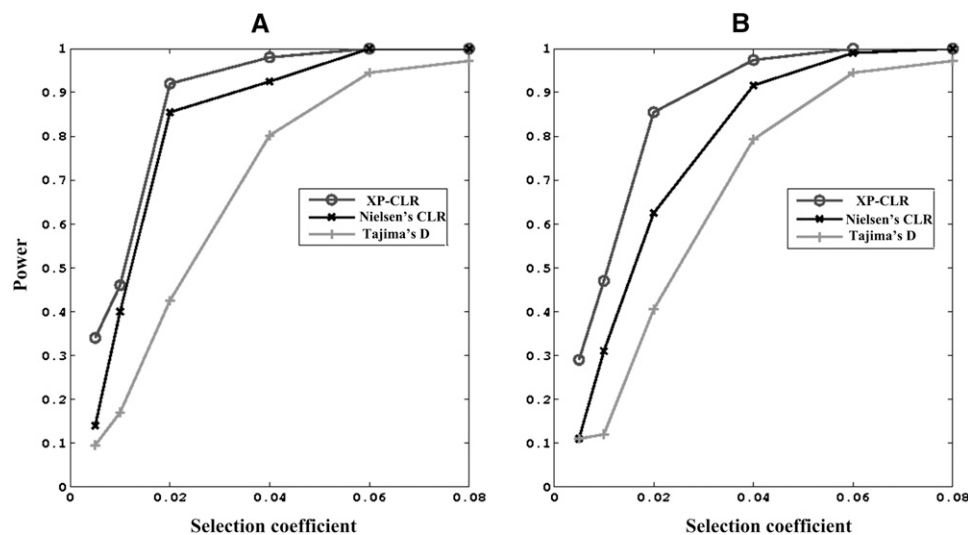 A
1
0.9
0.8
0.7
0.6
0.5
0.4
0.3
0.2
0.1
0
0
0.02
0.04
0.06
0.08
Power
Selection coefficient
XP-CLR
Nielsen's CLR
Tajima's D
B
1
0.9
0.8
0.7
0.6
0.5
0.4
0.3
0.2
0.1
0
0
0.02
0.04
0.06
0.08
Selection coefficient
XP-CLR
Nielsen's CLR
Tajima's D